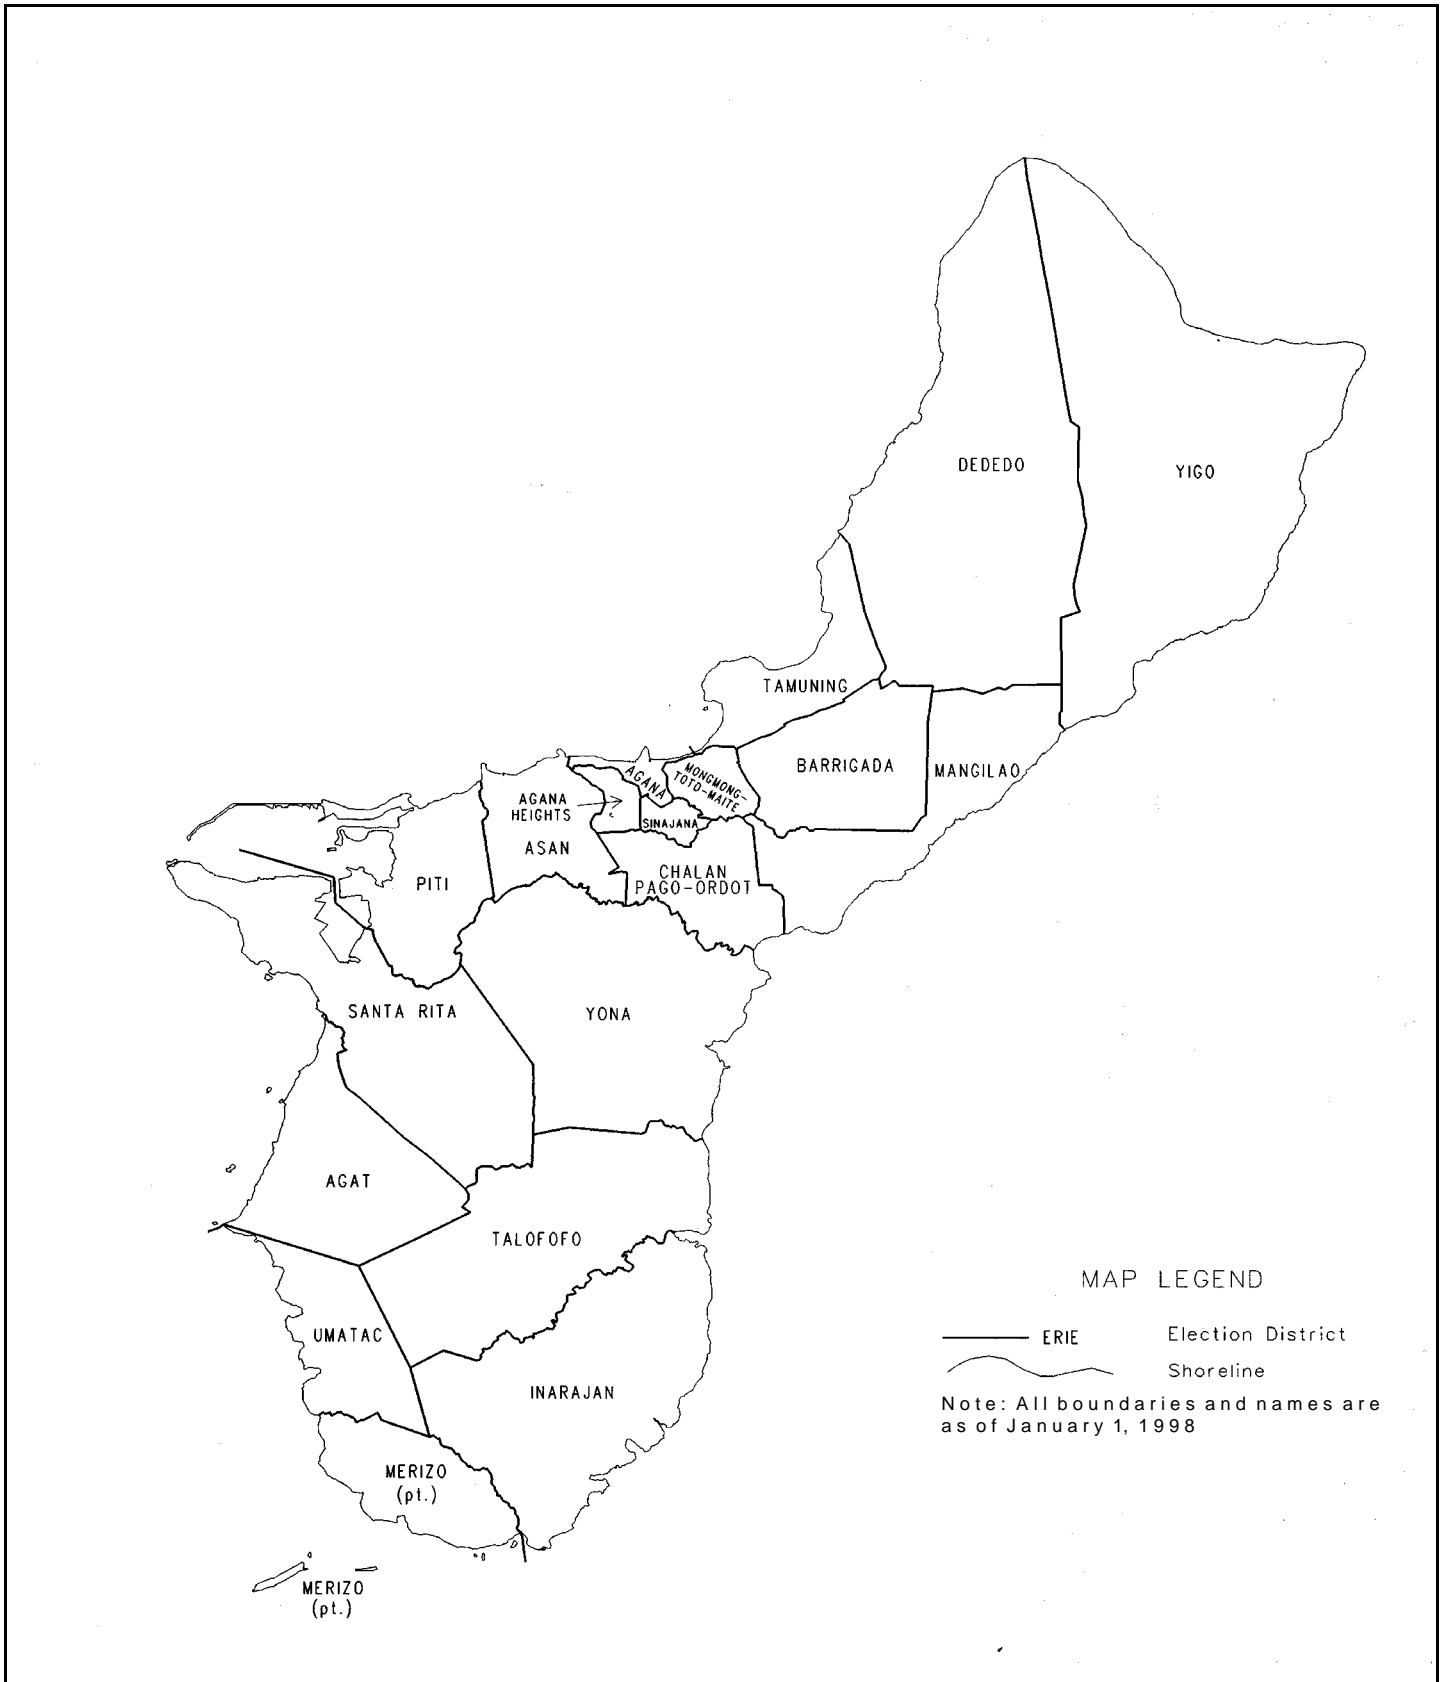 DEDEDO
YIGO
TAMUNING
BARRIGADA
MANGILAO
AGANA
MONGMONG-
TOTO-MAITE
AGANA
HEIGHTS
SINAJANA
ASAN
CHALAN
PAGO-ORDOT
PITI
SANTA RITA
YONA
AGAT
TALOFOFO
UMATAC
INARAJAN
MERIZO
(pt.)
MERIZO
(pt.)
MAP LEGEND
ERIE Election District
Shoreline
Note: All boundaries and names are
as of January 1, 1998